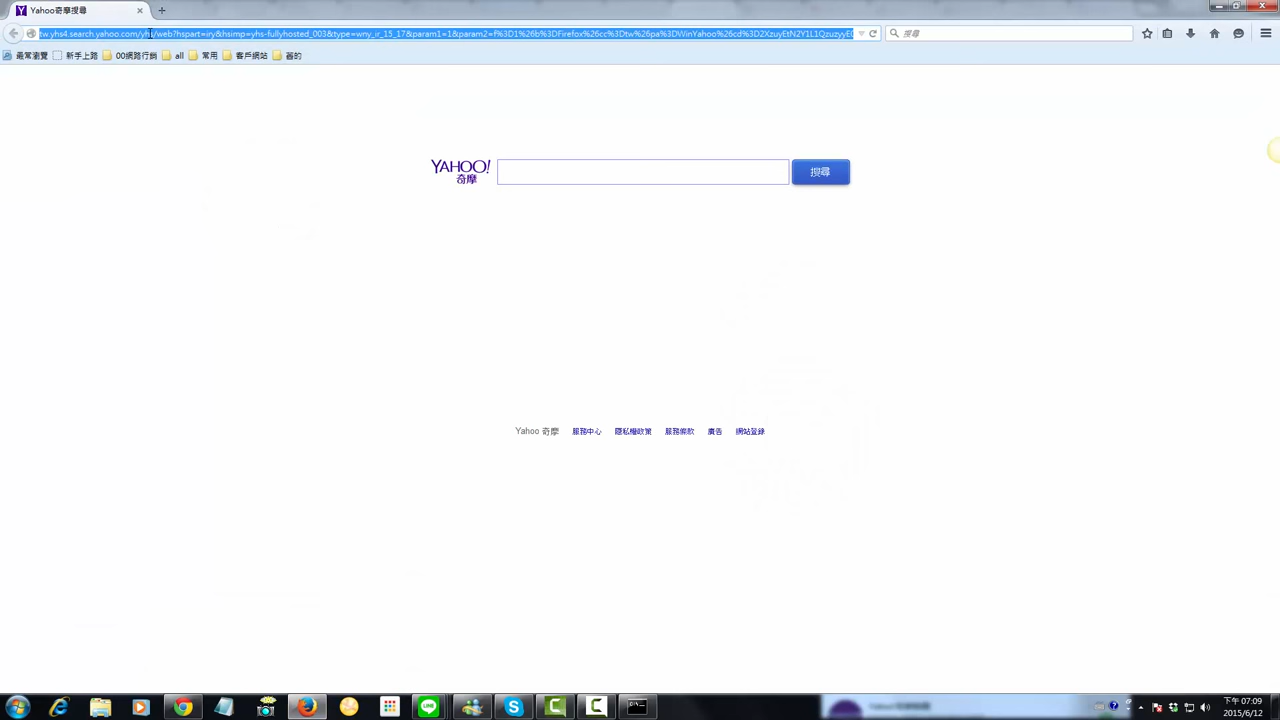 Yahoo奇摩搜尋
tw.yhs4.search.yahoo.com/yhs/web?hspart=iry&hsimp=yhs-fullyhosted_003&type=wny_ir_15_17&param1=1&param2=f%3D1%26b%3DFirefox%26cc%3Dtw%26pa%3DWinYahoo%26cd%3D2XzuyEtN2Y1L1QzuzyyE
搜尋
最常瀏覽 新手上路 00網路行銷 all 常用 客戶網站 舊的
YAHOO!
奇摩
搜尋
Yahoo 奇摩 服務中心 隱私權政策 服務條款 廣告 網站登錄
下午 07:09
2015/6/12